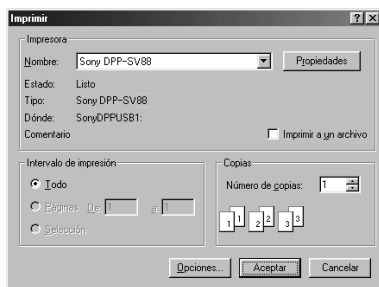 Imprimir
Impresora
Nombre: Sony DPP-SV88 Propiedades
Estado: Listo
Tipo: Sony DPP-SV88
Dónde: SonyDPPUSB1:
Comentario Imprimir a un archivo
Intervalo de impresión
Todo
Páginas De: 1 a: 1
Selección
Copias
Número de copias: 1
1 1 2 2 3 3
Opciones... Aceptar Cancelar